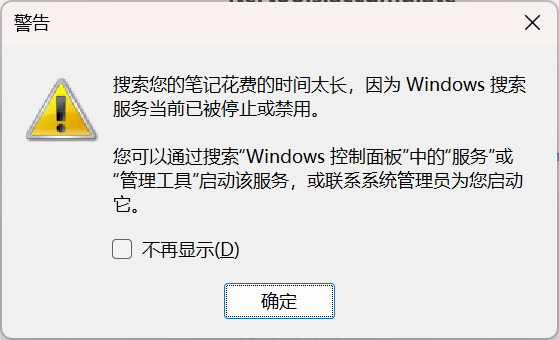 警告
搜索您的笔记花费的时间太长，因为 Windows 搜索
服务当前已被停止或禁用。
您可以通过搜索“Windows 控制面板”中的“服务”或
“管理工具”启动该服务，或联系系统管理员为您启动
它。
不再显示(D)
确定